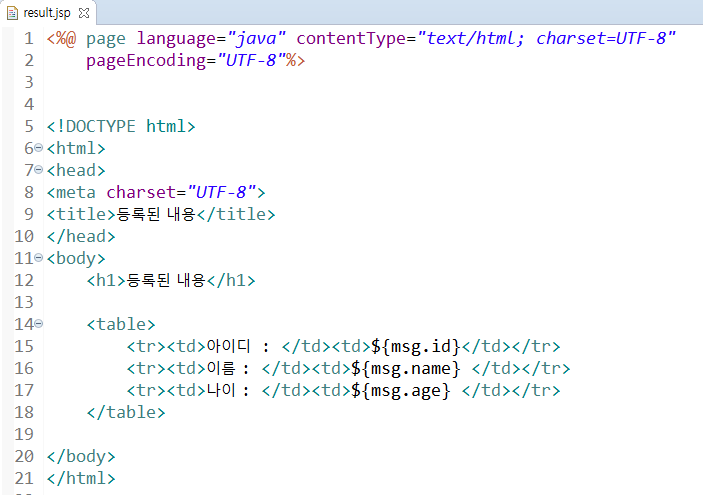 result.jsp
1 <%@ page language="java" contentType="text/html; charset=UTF-8"
2     pageEncoding="UTF-8"%>
3
4
5 <!DOCTYPE html>
6 <html>
7 <head>
8 <meta charset="UTF-8">
9 <title>등록된 내용</title>
10 </head>
11 <body>
12     <h1>등록된 내용</h1>
13
14     <table>
15         <tr><td>아이디 : </td><td>${msg.id}</td></tr>
16         <tr><td>이름 : </td><td>${msg.name} </td></tr>
17         <tr><td>나이 : </td><td>${msg.age} </td></tr>
18     </table>
19
20 </body>
21 </html>